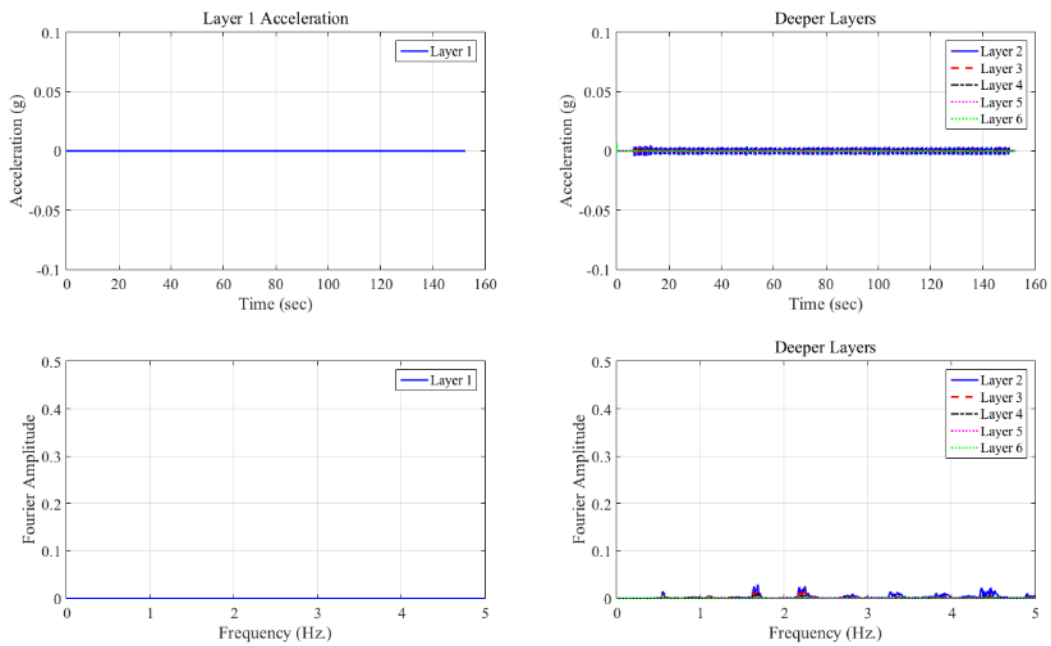 Layer 1 Acceleration
0.1
0.05
0
-0.05
-0.1
Acceleration (g)
Layer 1
0 20 40 60 80 100 120 140 160
Time (sec)
Deeper Layers
0.1
0.05
0
-0.05
-0.1
Acceleration (g)
Layer 2
Layer 3
Layer 4
Layer 5
Layer 6
0 20 40 60 80 100 120 140 160
Time (sec)
0.5
0.4
0.3
0.2
0.1
0
Fourier Amplitude
Layer 1
0 1 2 3 4 5
Frequency (Hz.)
Deeper Layers
0.5
0.4
0.3
0.2
0.1
0
Fourier Amplitude
Layer 2
Layer 3
Layer 4
Layer 5
Layer 6
0 1 2 3 4 5
Frequency (Hz.)